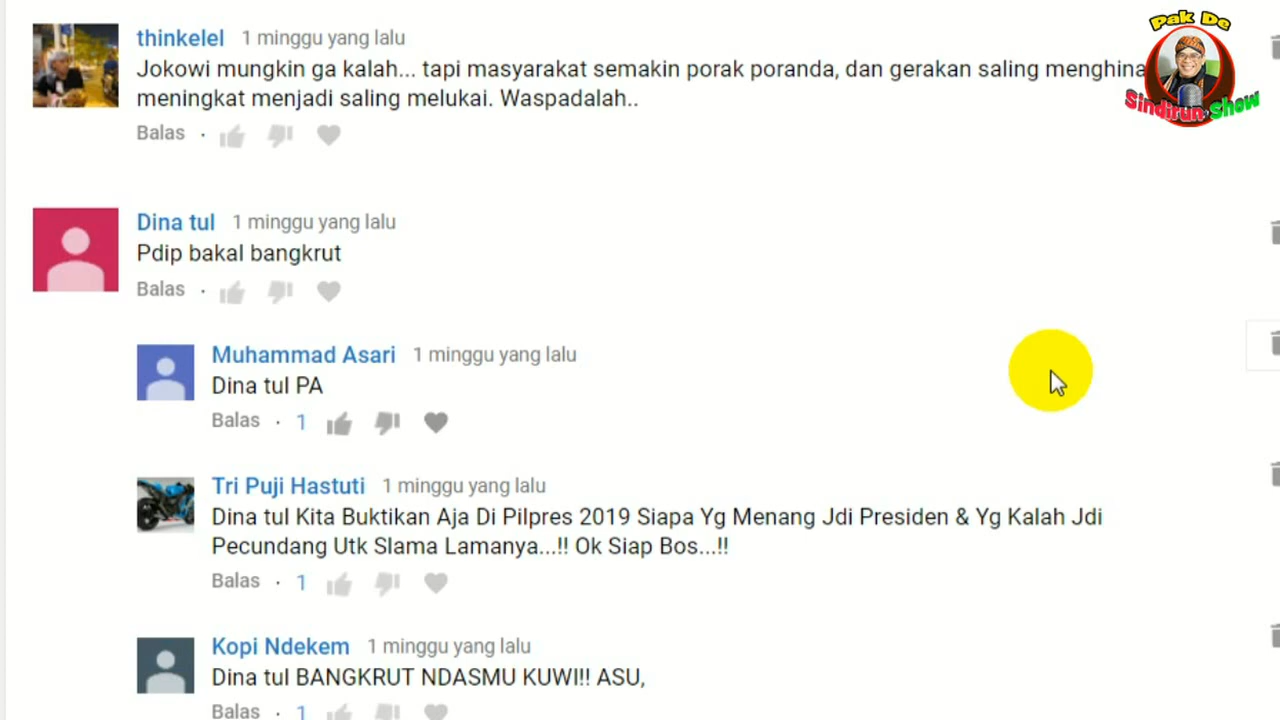 thinkelel 1 minggu yang lalu
Jokowi mungkin ga kalah... tapi masyarakat semakin porak poranda, dan gerakan saling menghina
meningkat menjadi saling melukai. Waspadalah..
Balas
Dina tul 1 minggu yang lalu
Pdip bakal bangkrut
Balas
Muhammad Asari 1 minggu yang lalu
Dina tul PA
Balas · 1
Tri Puji Hastuti 1 minggu yang lalu
Dina tul Kita Buktikan Aja Di Pilpres 2019 Siapa Yg Menang Jdi Presiden & Yg Kalah Jdi
Pecundang Utk Slama Lamanya...!! Ok Siap Bos...!!
Balas · 1
Kopi Ndekem 1 minggu yang lalu
Dina tul BANGKRUT NDASMU KUWI!! ASU,
Balas · 1
Pak De
Sindirun Show